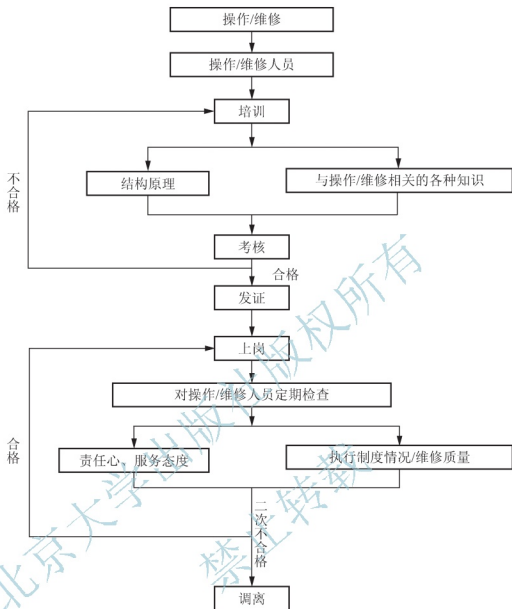 操作/维修
操作/维修人员
培训
结构原理
与操作/维修相关的各种知识
不合格
考核
合格
发证
上岗
对操作/维修人员定期检查
合格
责任心、服务态度
执行制度情况/维修质量
二次不合格
调离
北京大学出版社版权所有
禁止转载